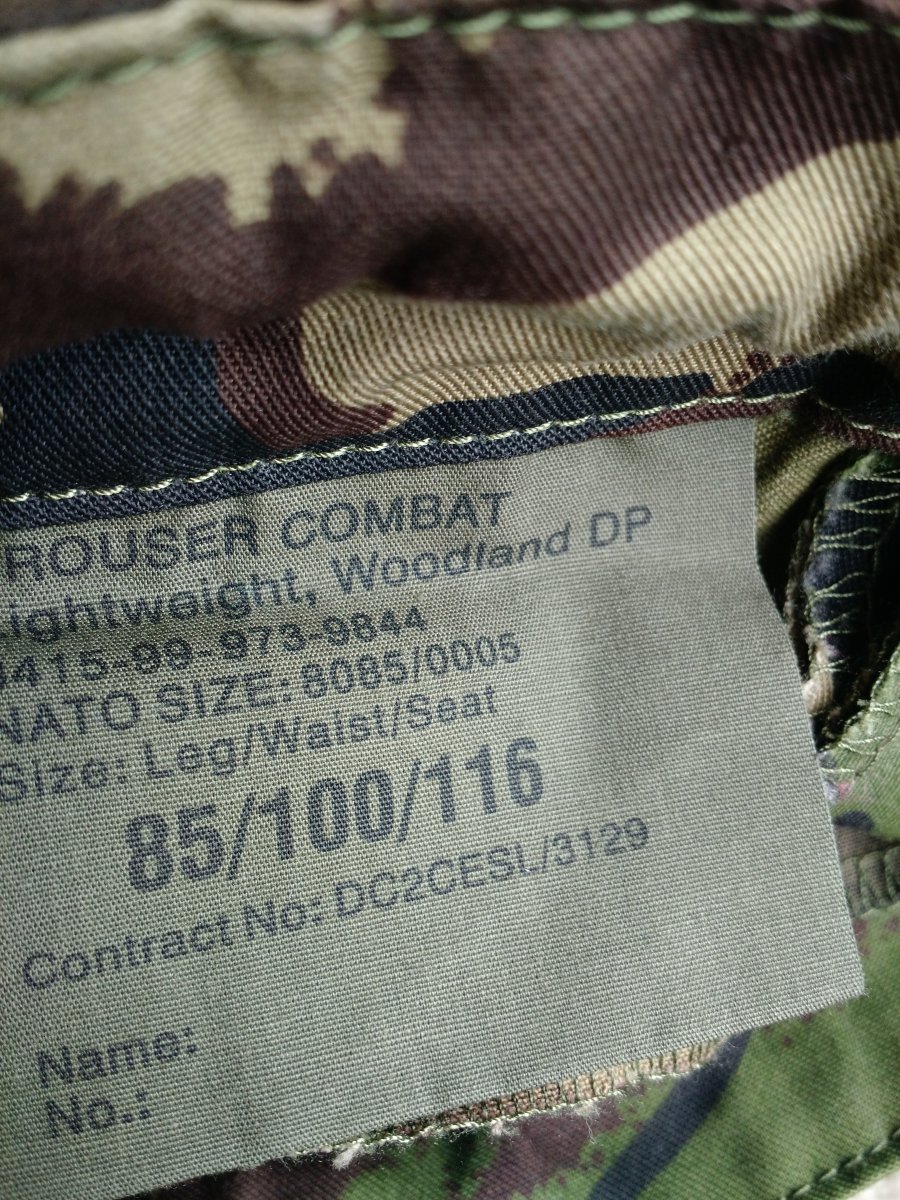 ROUSER COMBAT
ightweight, Woodland DP
415-99-973-9844
NATO SIZE: 8085/0005
Size: Leg/Waist/Seat
85/100/116
Contract No: DC2CESL/3129
Name:
No.: